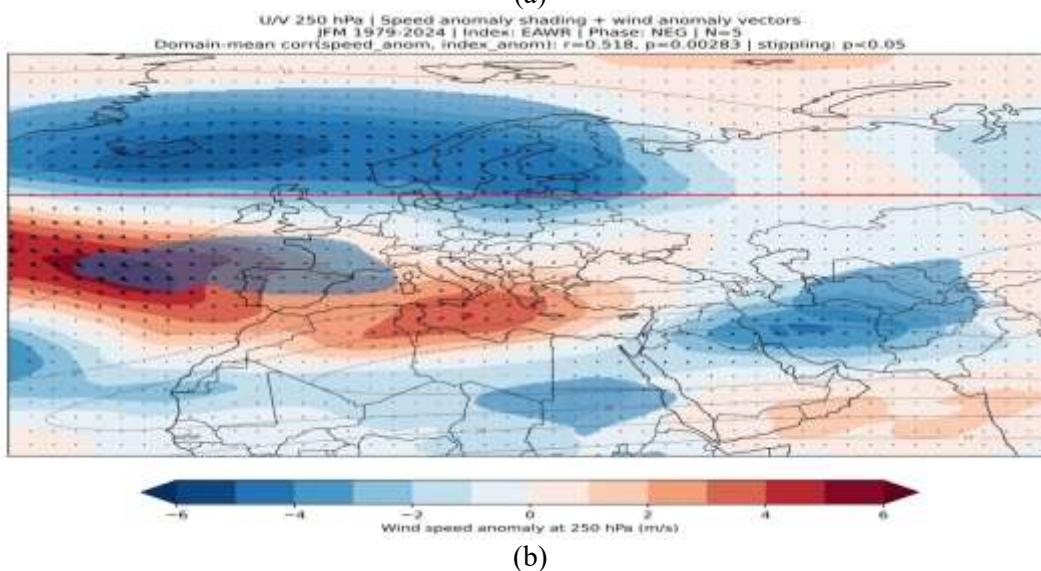 (a)
U/V 250 hPa | Speed anomaly shading + wind anomaly vectors
JFM 1979-2024 | Index: EAWR | Phase: NEG | N=5
Domain-mean corr(speed_anom, index_anom): r=0.518, p=0.00283 | stippling: p<0.05
−6 −4 −2 0 2 4 6
Wind speed anomaly at 250 hPa (m/s)
(b)